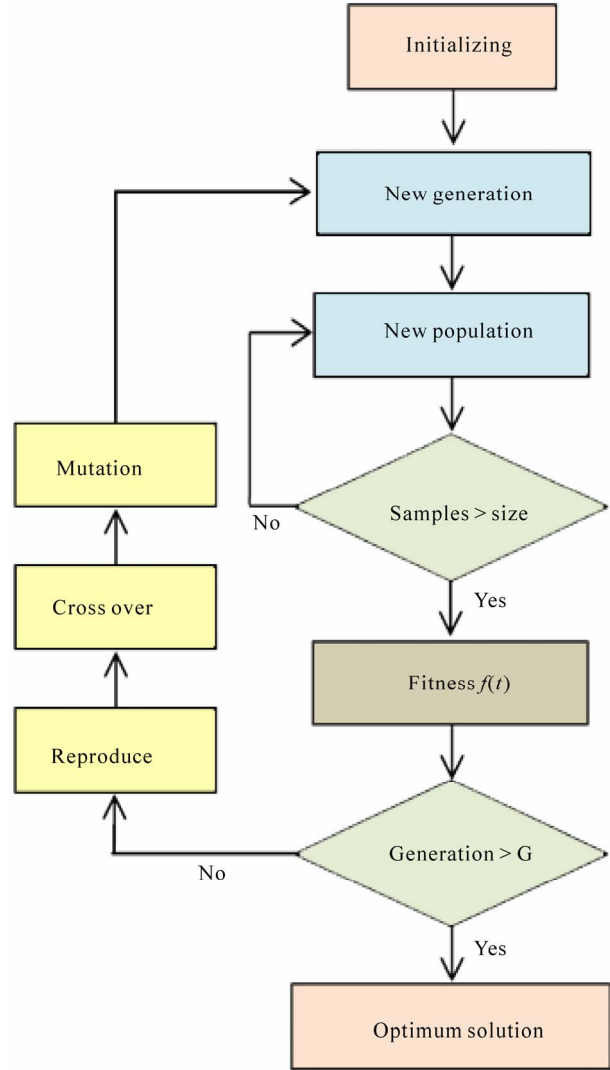 Initializing
New generation
New population
Mutation
Samples > size
No
Yes
Cross over
Fitness f(t)
Reproduce
Generation > G
No
Yes
Optimum solution